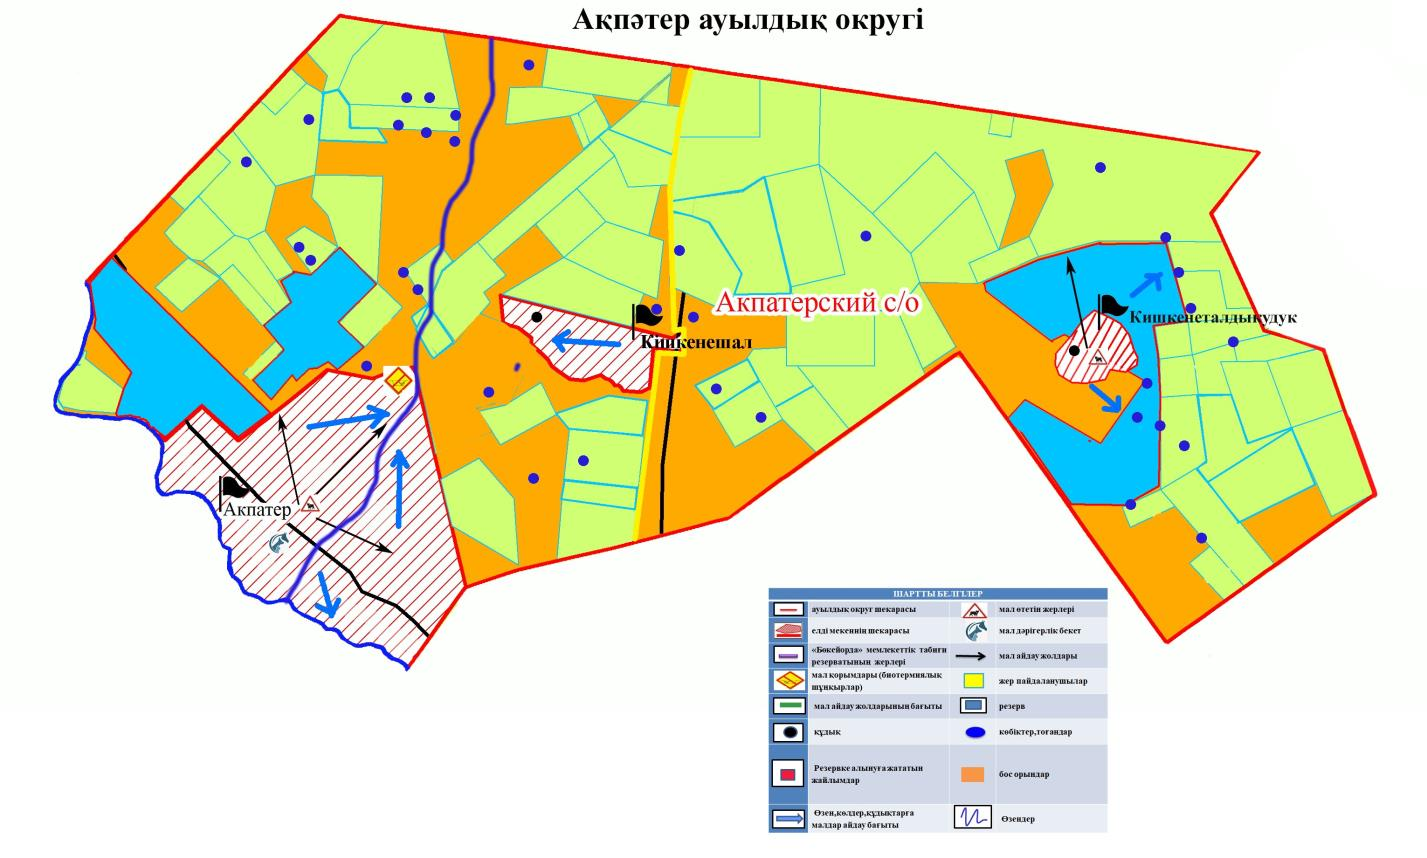 Ақпәтер ауылдық округі
Акпатерский с/о
Кишкенеталдыкудук
Кишкенешал
Акпатер
ШАРТТЫ БЕЛГІЛЕР
ауылдық округ шекарасы
мал өтетін жерлері
елді мекеннің шекарасы
мал дәрігерлік бекет
«Бөкейорда» мемлекеттік табиғи
резерватының жерлері
мал айдау жолдары
мал қорымдары (биотермиялық
шұңқырлар)
жер пайдаланушылар
мал айдау жолдарының бағыты
резерв
құдық
көбіктер,тоғандар
Резервке алынуға жататын
жайылымдар
бос орындар
Өзен,көлдер,құдықтарға
малдар айдау бағыты
Өзендер